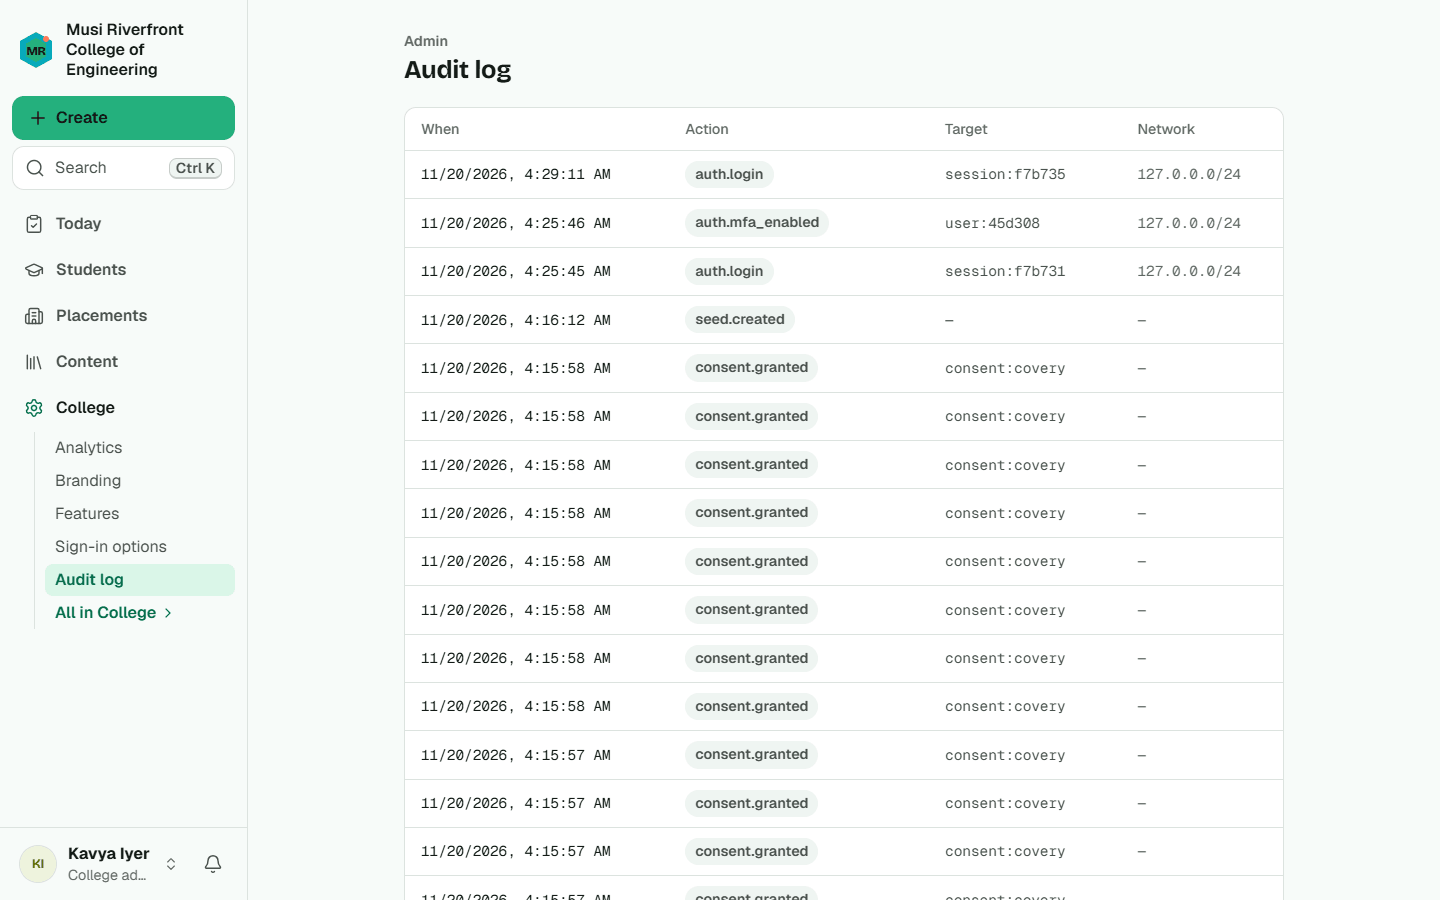 MR
Musi Riverfront
College of
Engineering
Create
Search Ctrl K
Today
Students
Placements
Content
College
Analytics
Branding
Features
Sign-in options
Audit log
All in College
KI
Kavya Iyer
College ad…
Admin
Audit log
When Action Target Network
11/20/2026, 4:29:11 AM auth.login session:f7b735 127.0.0.0/24
11/20/2026, 4:25:46 AM auth.mfa_enabled user:45d308 127.0.0.0/24
11/20/2026, 4:25:45 AM auth.login session:f7b731 127.0.0.0/24
11/20/2026, 4:16:12 AM seed.created – –
11/20/2026, 4:15:58 AM consent.granted consent:covery –
11/20/2026, 4:15:58 AM consent.granted consent:covery –
11/20/2026, 4:15:58 AM consent.granted consent:covery –
11/20/2026, 4:15:58 AM consent.granted consent:covery –
11/20/2026, 4:15:58 AM consent.granted consent:covery –
11/20/2026, 4:15:58 AM consent.granted consent:covery –
11/20/2026, 4:15:58 AM consent.granted consent:covery –
11/20/2026, 4:15:58 AM consent.granted consent:covery –
11/20/2026, 4:15:57 AM consent.granted consent:covery –
11/20/2026, 4:15:57 AM consent.granted consent:covery –
11/20/2026, 4:15:57 AM consent.granted consent:covery –
11/20/2026, 4:15:57 AM consent.granted consent:covery